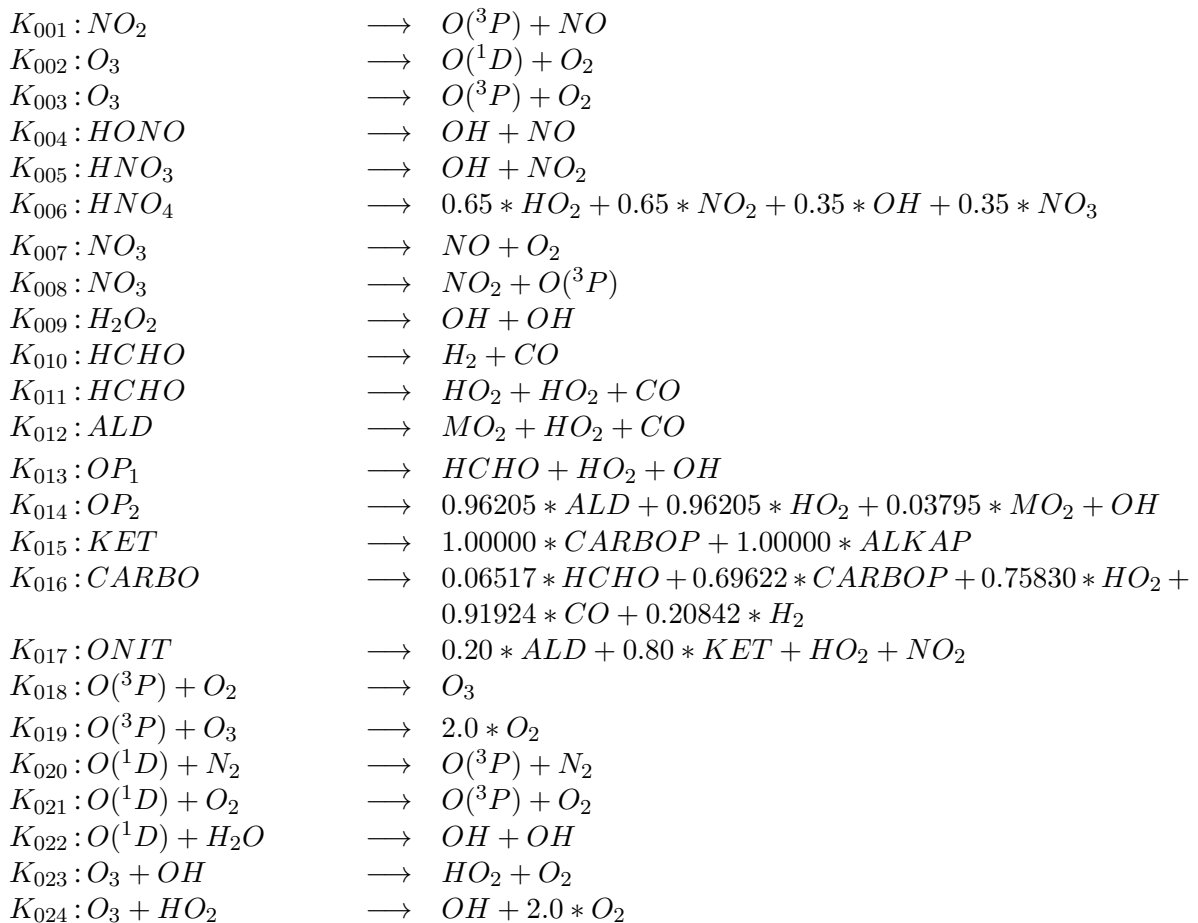 K₀₀₁: NO₂ ⟶ O(³P) + NO
K₀₀₂: O₃ ⟶ O(¹D) + O₂
K₀₀₃: O₃ ⟶ O(³P) + O₂
K₀₀₄: HONO ⟶ OH + NO
K₀₀₅: HNO₃ ⟶ OH + NO₂
K₀₀₆: HNO₄ ⟶ 0.65 ∗ HO₂ + 0.65 ∗ NO₂ + 0.35 ∗ OH + 0.35 ∗ NO₃
K₀₀₇: NO₃ ⟶ NO + O₂
K₀₀₈: NO₃ ⟶ NO₂ + O(³P)
K₀₀₉: H₂O₂ ⟶ OH + OH
K₀₁₀: HCHO ⟶ H₂ + CO
K₀₁₁: HCHO ⟶ HO₂ + HO₂ + CO
K₀₁₂: ALD ⟶ MO₂ + HO₂ + CO
K₀₁₃: OP₁ ⟶ HCHO + HO₂ + OH
K₀₁₄: OP₂ ⟶ 0.96205 ∗ ALD + 0.96205 ∗ HO₂ + 0.03795 ∗ MO₂ + OH
K₀₁₅: KET ⟶ 1.00000 ∗ CARBOP + 1.00000 ∗ ALKAP
K₀₁₆: CARBO ⟶ 0.06517 ∗ HCHO + 0.69622 ∗ CARBOP + 0.75830 ∗ HO₂ +
0.91924 ∗ CO + 0.20842 ∗ H₂
K₀₁₇: ONIT ⟶ 0.20 ∗ ALD + 0.80 ∗ KET + HO₂ + NO₂
K₀₁₈: O(³P) + O₂ ⟶ O₃
K₀₁₉: O(³P) + O₃ ⟶ 2.0 ∗ O₂
K₀₂₀: O(¹D) + N₂ ⟶ O(³P) + N₂
K₀₂₁: O(¹D) + O₂ ⟶ O(³P) + O₂
K₀₂₂: O(¹D) + H₂O ⟶ OH + OH
K₀₂₃: O₃ + OH ⟶ HO₂ + O₂
K₀₂₄: O₃ + HO₂ ⟶ OH + 2.0 ∗ O₂